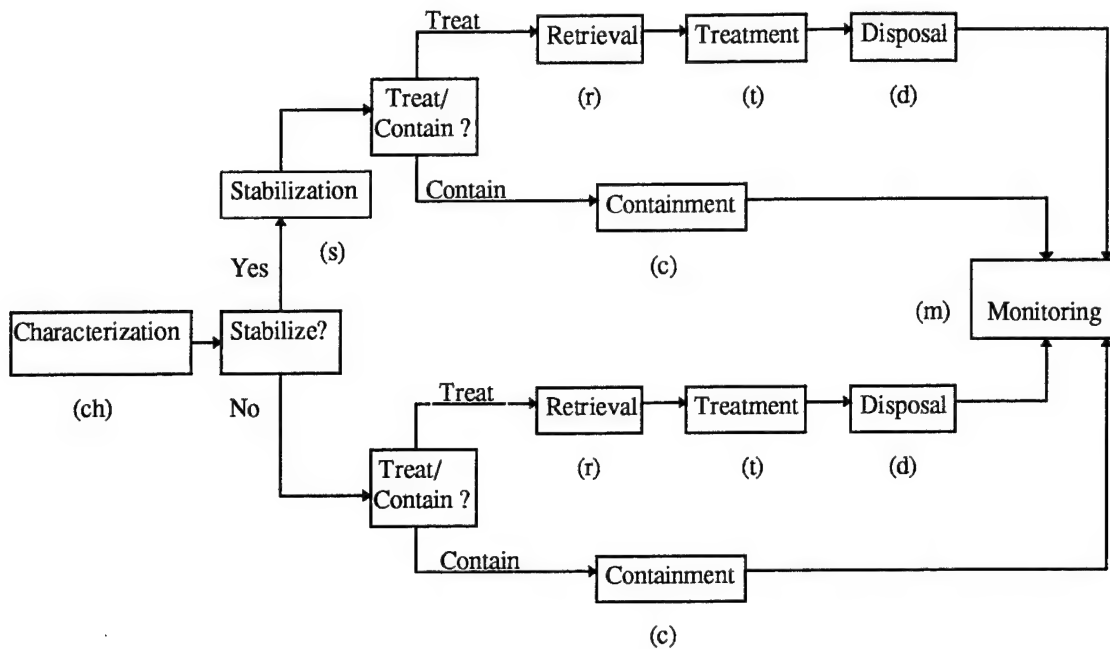 Treat
Retrieval
Treatment
Disposal
(r)
(t)
(d)
Treat/
Contain ?
Contain
Containment
(c)
Stabilization
(s)
Yes
Characterization
(ch)
Stabilize?
No
(m)
Monitoring
Treat
Retrieval
Treatment
Disposal
(r)
(t)
(d)
Treat/
Contain ?
Contain
Containment
(c)